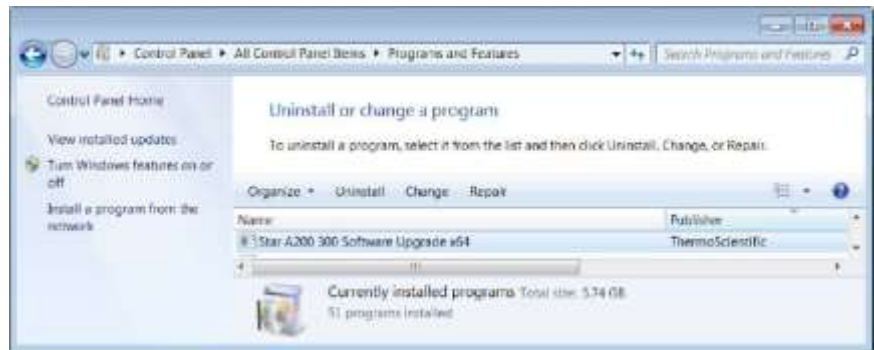 Control Panel ▸ All Control Panel Items ▸ Programs and Features
Search Programs and Features
Control Panel Home
View installed updates
Turn Windows features on or
off
Install a program from the
network
Uninstall or change a program
To uninstall a program, select it from the list and then click Uninstall, Change, or Repair.
Organize Uninstall Change Repair
Name Publisher
Star A200 300 Software Upgrade x64 ThermoScientific
Currently installed programs Total size: 5.74 GB
51 programs installed